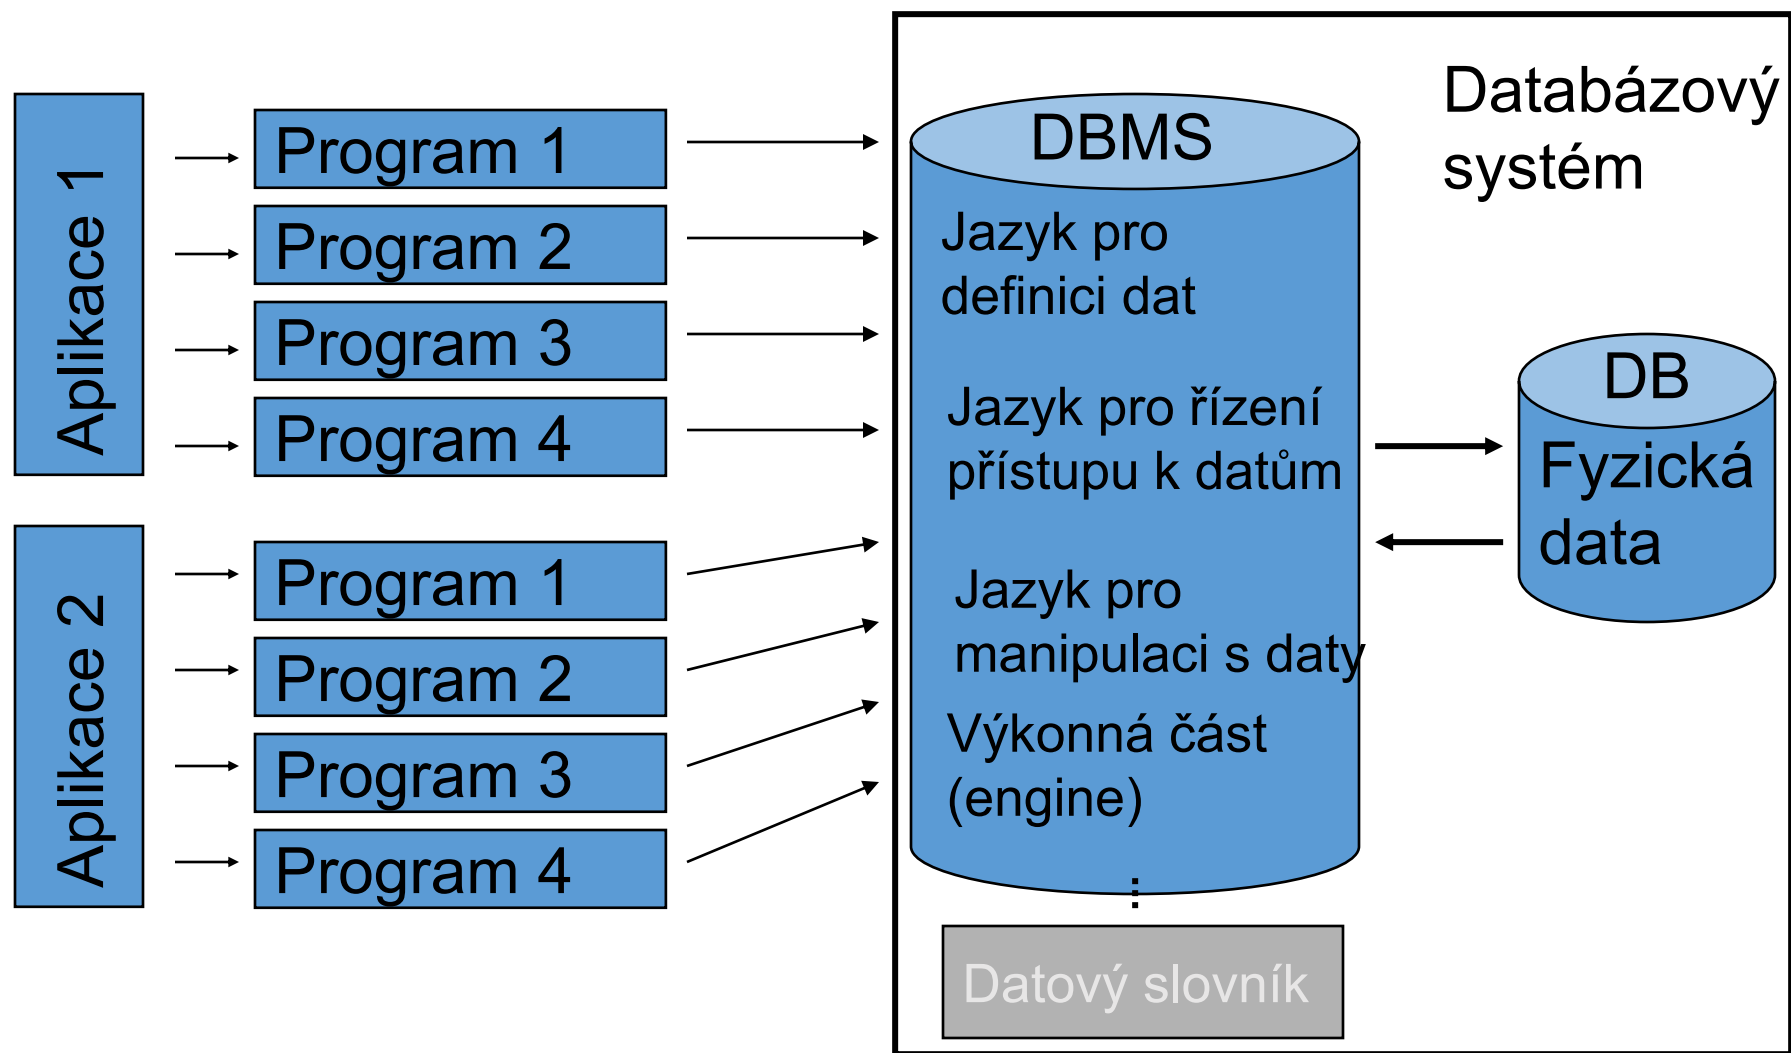 Aplikace 1
Program 1
Program 2
Program 3
Program 4
Aplikace 2
Program 1
Program 2
Program 3
Program 4
DBMS
Jazyk pro
definici dat
Jazyk pro řízení
přístupu k datům
Jazyk pro
manipulaci s daty
Výkonná část
(engine)
Datový slovník
Databázový
systém
DB
Fyzická
data